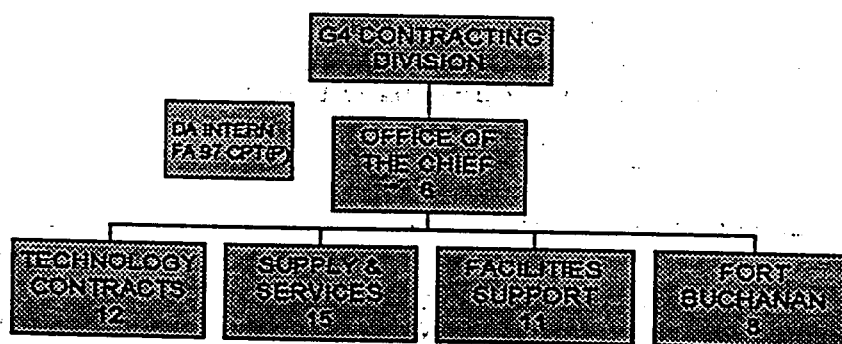 G4 CONTRACTING
DIVISION
DA INTERN
FA 97 CPT(P)
OFFICE OF
THE CHIEF
6
TECHNOLOGY
CONTRACTS
12
SUPPLY &
SERVICES
15
FACILITIES
SUPPORT
11
FORT
BUCHANAN
8